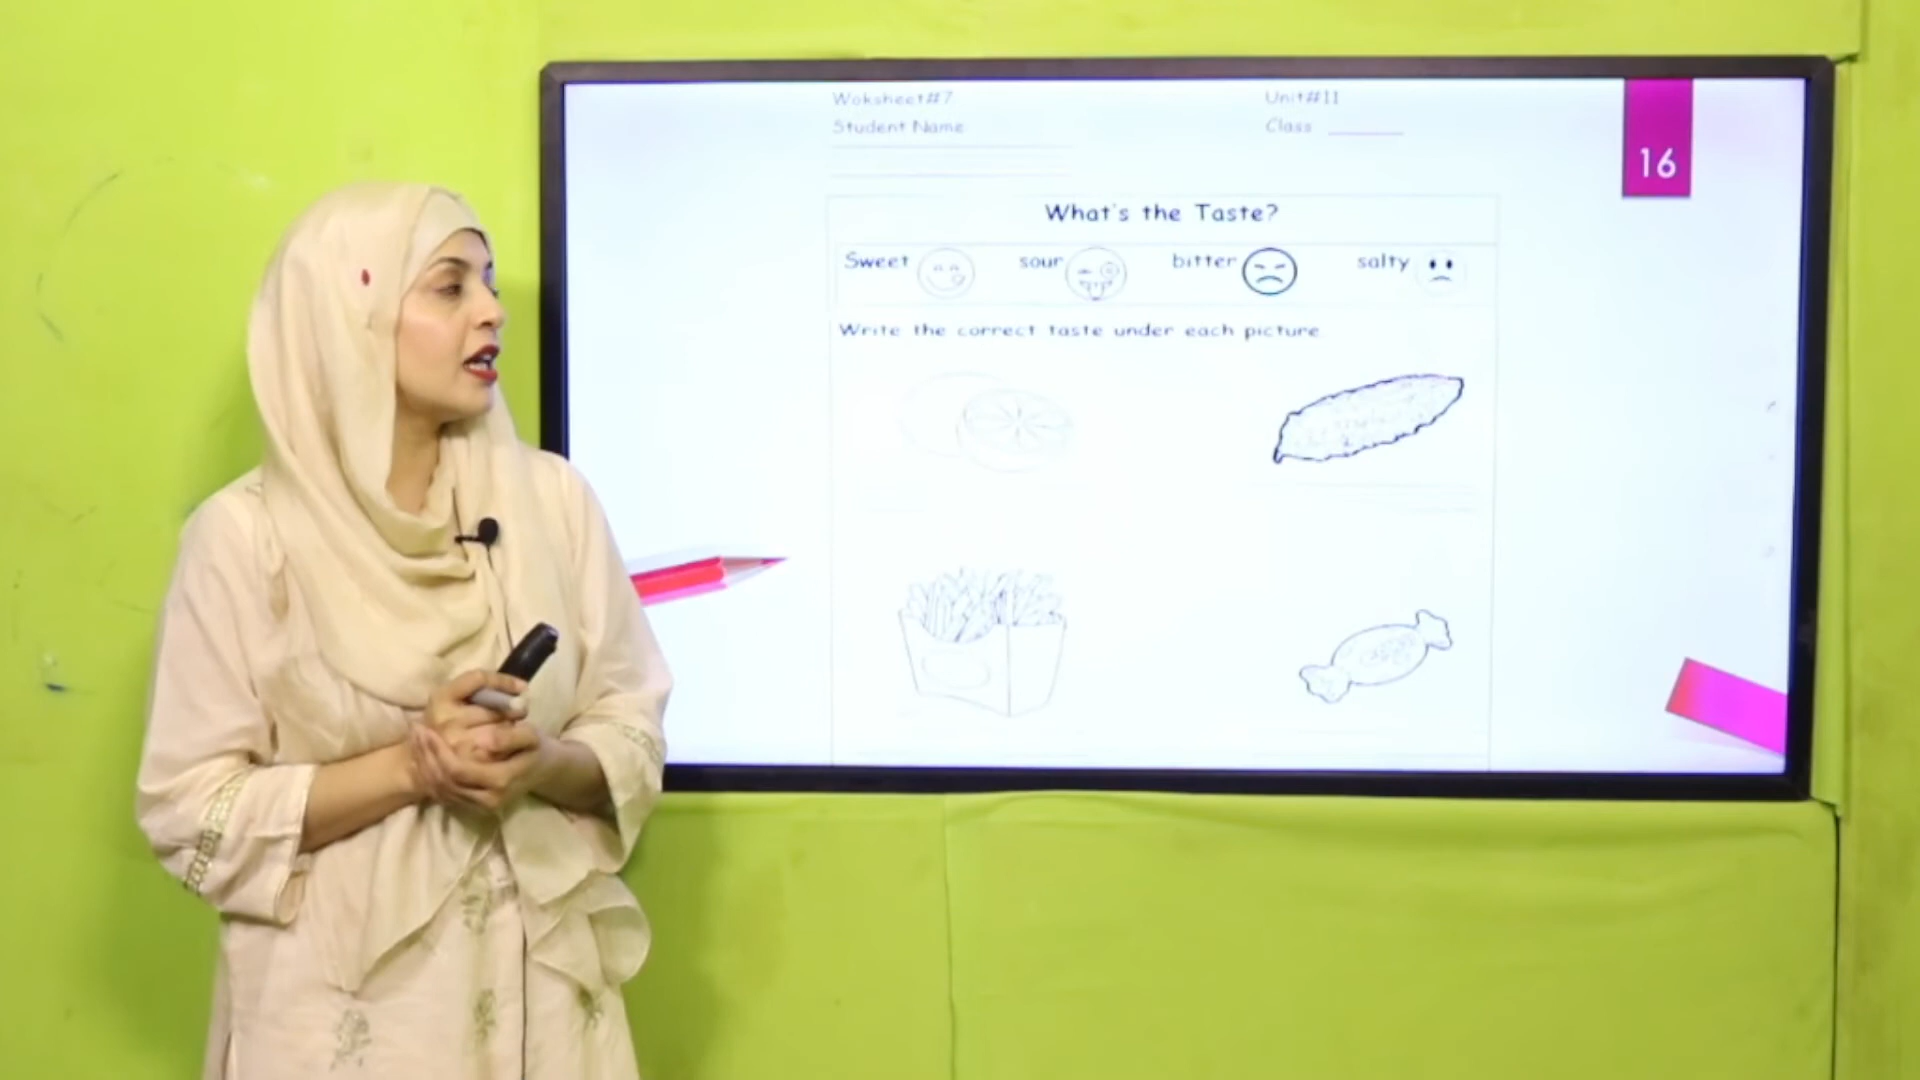 Woksheet#7 Unit#11
Student Name Class
16
What's the Taste?
Sweet sour bitter salty
Write the correct taste under each picture